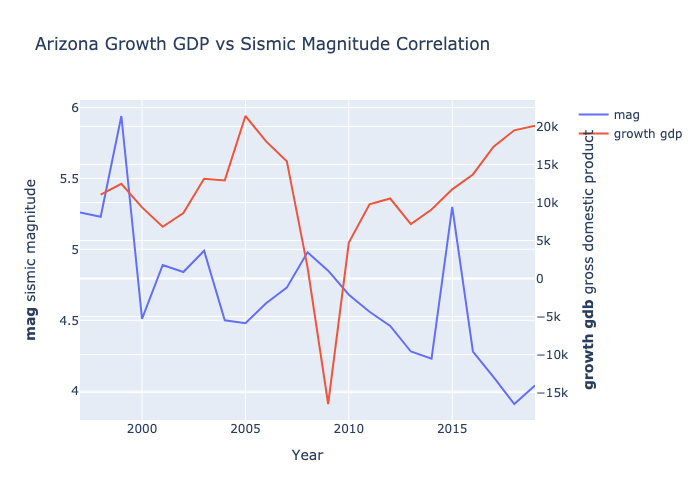 Arizona Growth GDP vs Sismic Magnitude Correlation
mag
growth gdp
6
5.5
5
4.5
4
mag sismic magnitude
20k
15k
10k
5k
0
−5k
−10k
−15k
growth gdb gross domestic product
2000
2005
2010
2015
Year